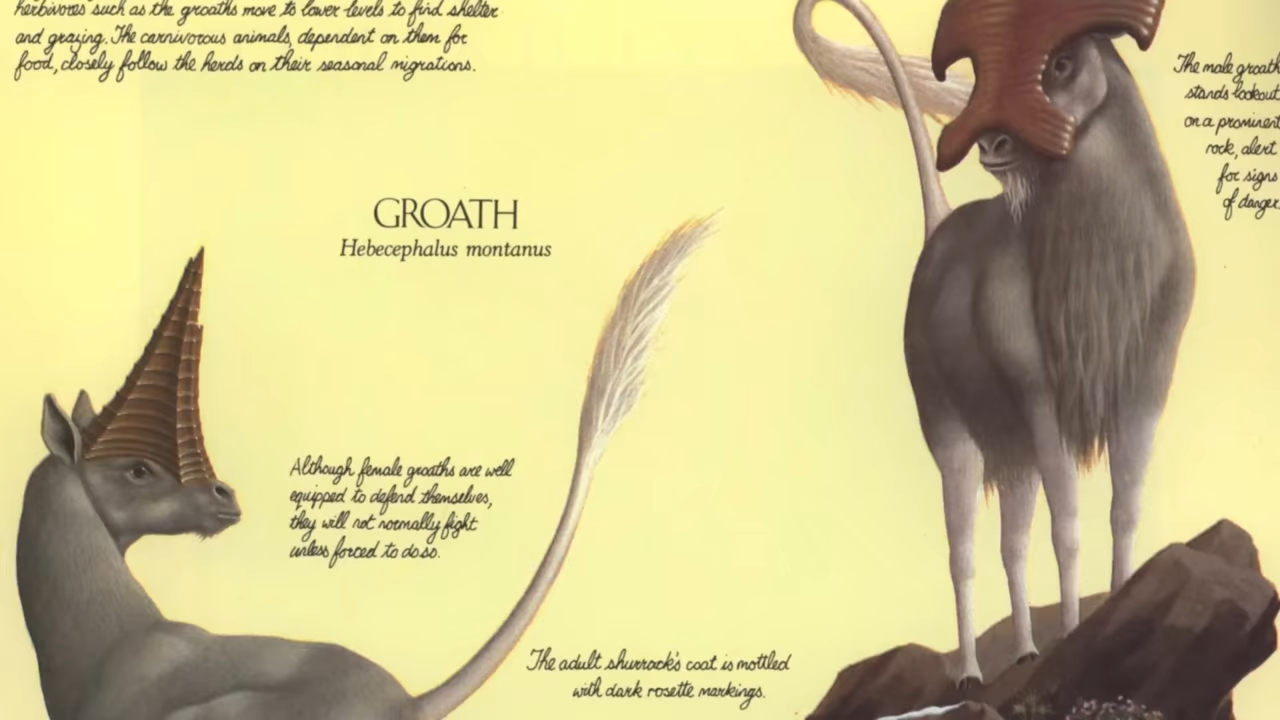 herbivores such as the groaths move to lower levels to find shelter
and grazing. The carnivorous animals, dependent on them for
food, closely follow the herds on their seasonal migrations.
The male groath
stands lookout
on a prominent
rock, alert
for signs
of danger.
GROATH
Hebecephalus montanus
Although female groaths are well
equipped to defend themselves,
they will not normally fight
unless forced to do so.
The adult shurrack's coat is mottled
with dark rosette markings.